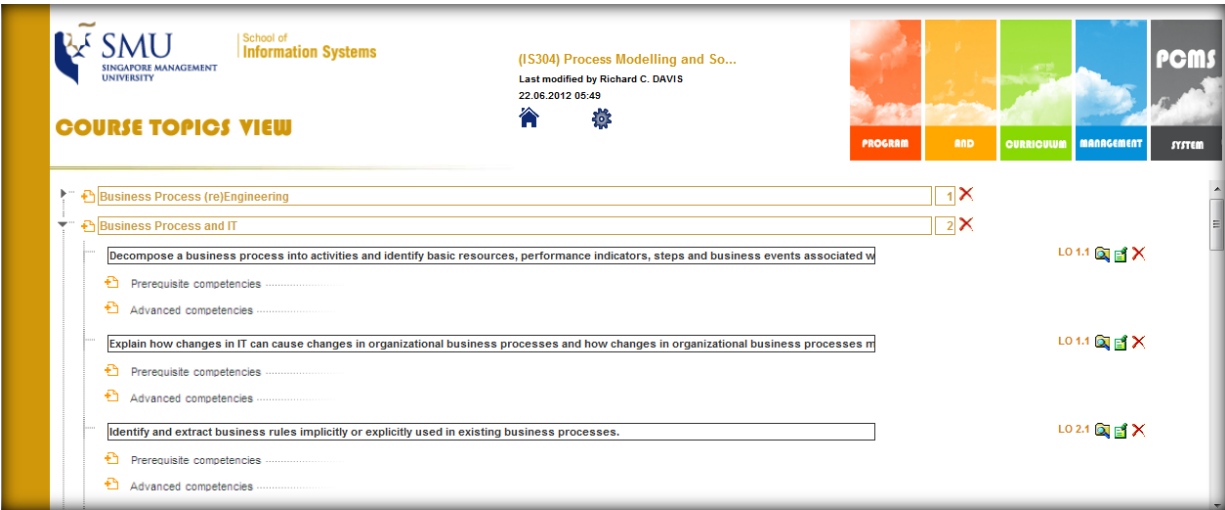 SMU
SINGAPORE MANAGEMENT
UNIVERSITY
School of
Information Systems
COURSE TOPICS VIEW
(IS304) Process Modelling and So...
Last modified by Richard C. DAVIS
22.06.2012 05:49
PCMS
PROGRAM AND CURRICULUM MANAGEMENT SYSTEM
Business Process (re)Engineering 1
Business Process and IT 2
Decompose a business process into activities and identify basic resources, performance indicators, steps and business events associated w LO 1.1
Prerequisite competencies
Advanced competencies
Explain how changes in IT can cause changes in organizational business processes and how changes in organizational business processes m LO 1.1
Prerequisite competencies
Advanced competencies
Identify and extract business rules implicitly or explicitly used in existing business processes. LO 2.1
Prerequisite competencies
Advanced competencies